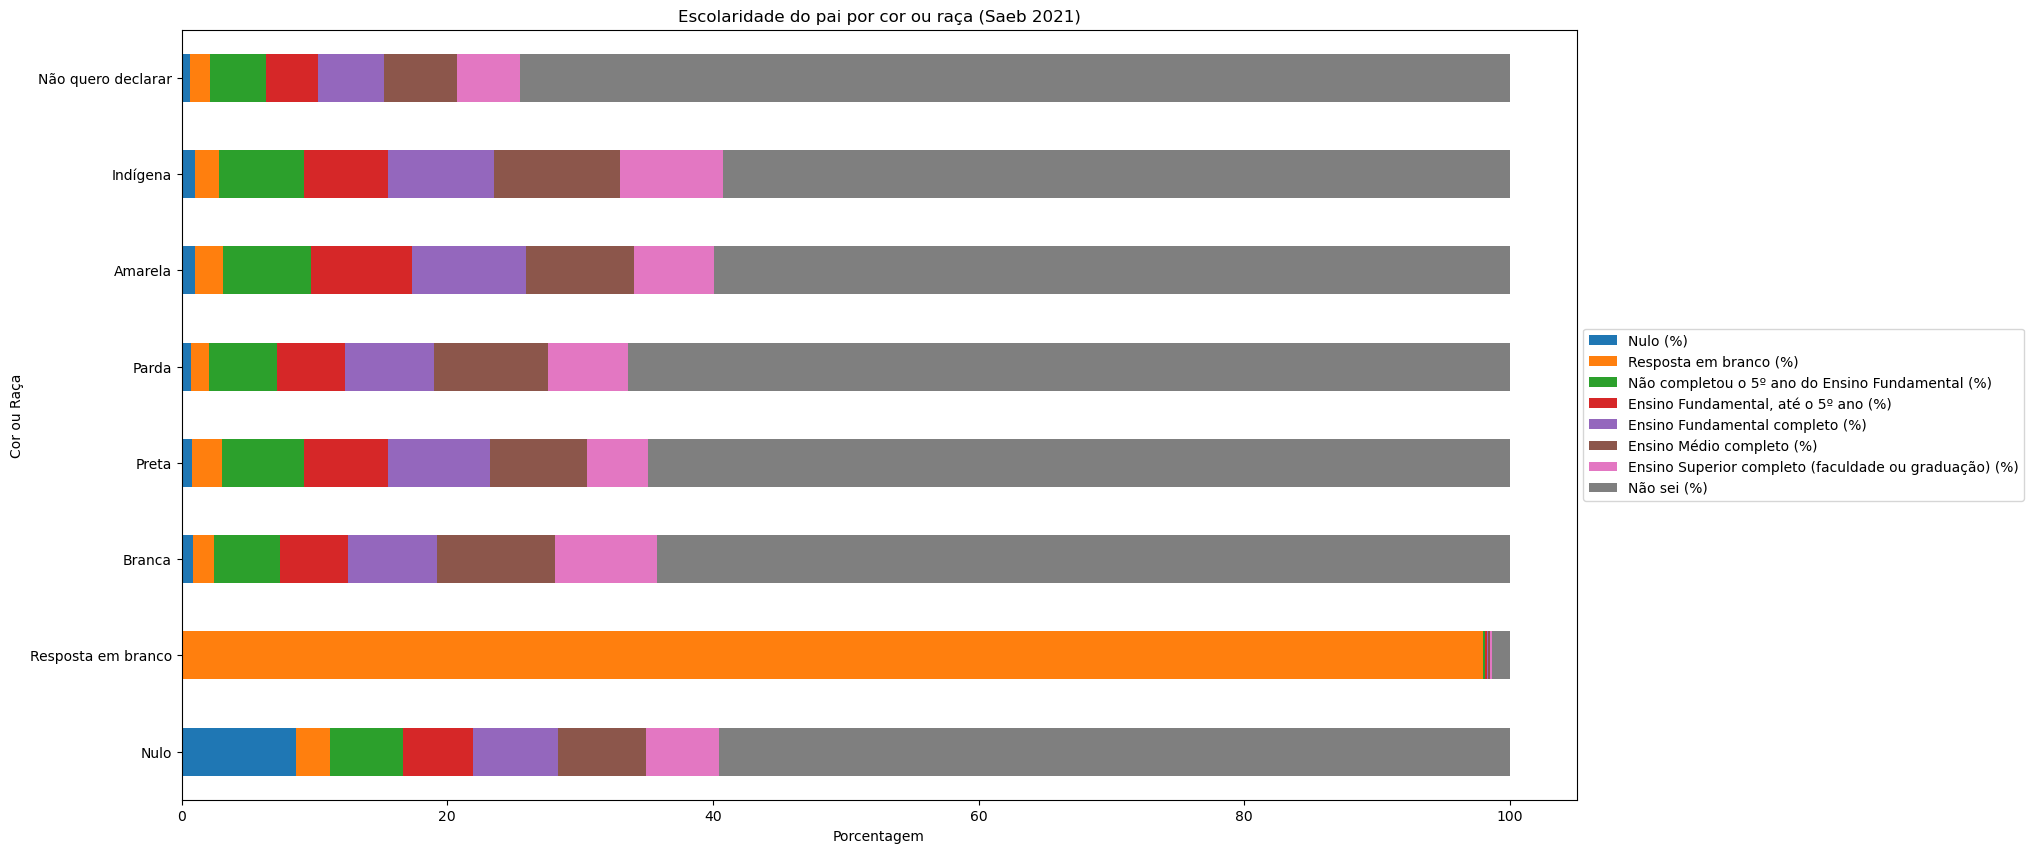 Escolaridade do pai por cor ou raça (Saeb 2021)
Não quero declarar
Indígena
Amarela
Parda
Preta
Branca
Resposta em branco
Nulo
Cor ou Raça
0 20 40 60 80 100
Porcentagem
Nulo (%)
Resposta em branco (%)
Não completou o 5º ano do Ensino Fundamental (%)
Ensino Fundamental, até o 5º ano (%)
Ensino Fundamental completo (%)
Ensino Médio completo (%)
Ensino Superior completo (faculdade ou graduação) (%)
Não sei (%)